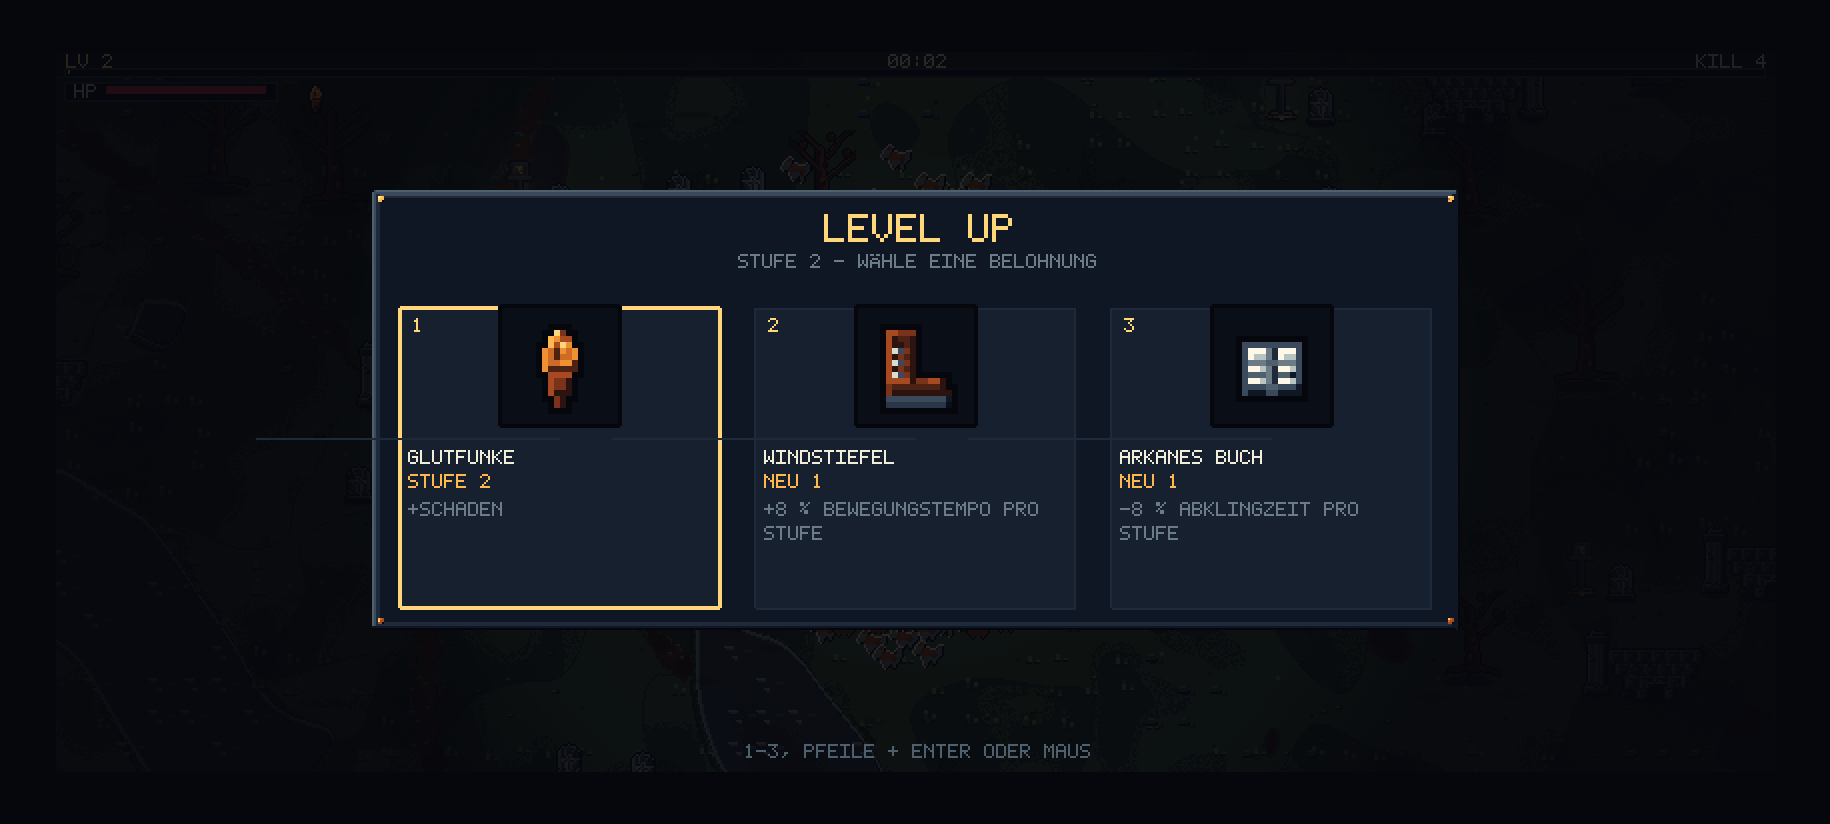 LV 2
00:02
KILL 4
HP
LEVEL UP
STUFE 2 - WÄHLE EINE BELOHNUNG
1
2
3
GLUTFUNKE
STUFE 2
+SCHADEN
WINDSTIEFEL
NEU 1
+8 % BEWEGUNGSTEMPO PRO
STUFE
ARKANES BUCH
NEU 1
-8 % ABKLINGZEIT PRO
STUFE
1-3, PFEILE + ENTER ODER MAUS